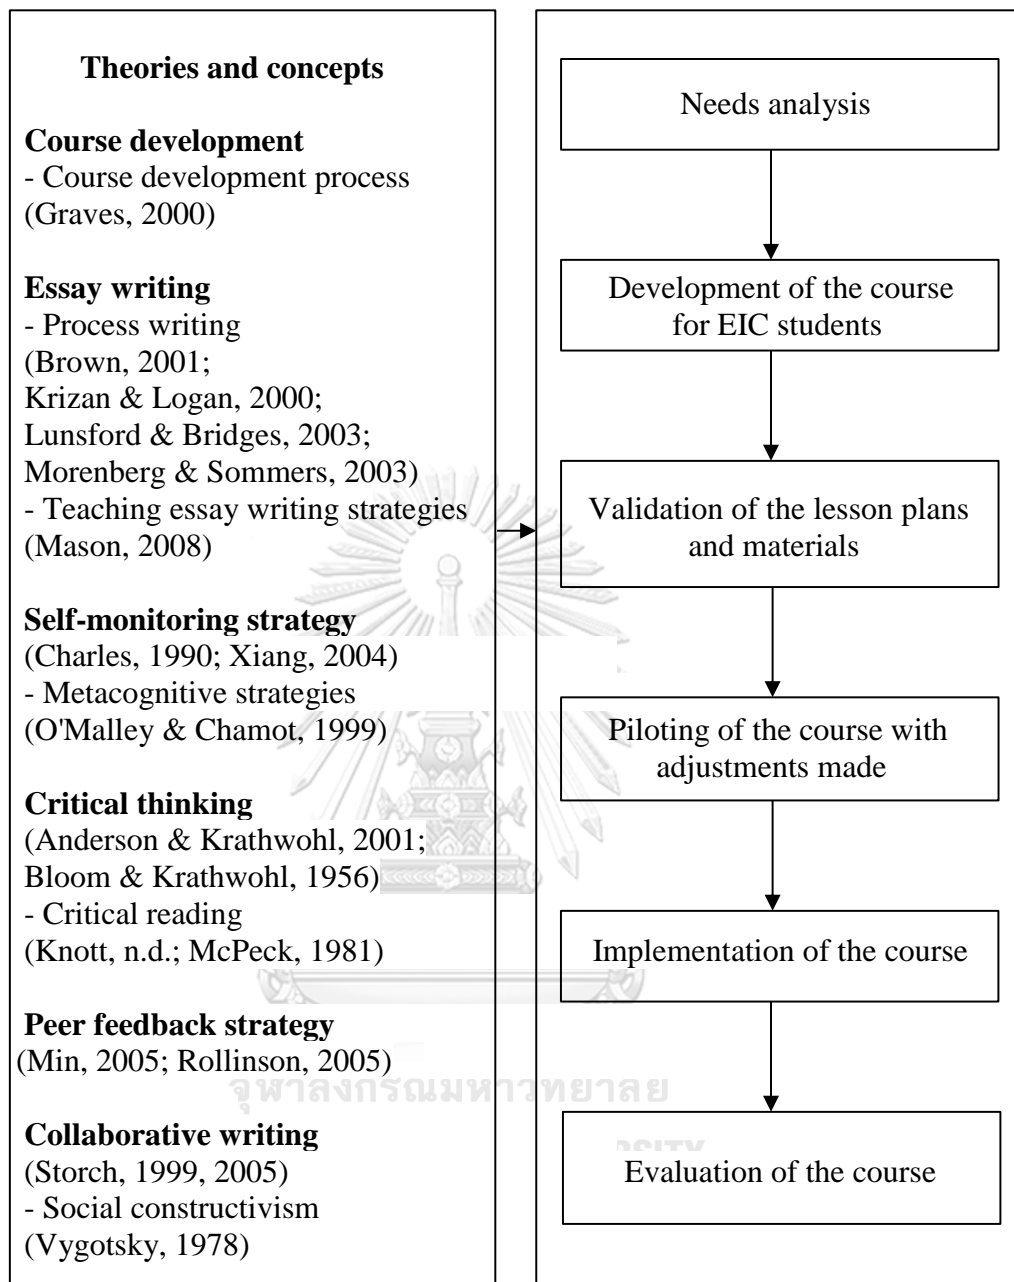 Theories and concepts
Course development
- Course development process
(Graves, 2000)
Essay writing
- Process writing
(Brown, 2001;
Krizan & Logan, 2000;
Lunsford & Bridges, 2003;
Morenberg & Sommers, 2003)
- Teaching essay writing strategies
(Mason, 2008)
Self-monitoring strategy
(Charles, 1990; Xiang, 2004)
- Metacognitive strategies
(O'Malley & Chamot, 1999)
Critical thinking
(Anderson & Krathwohl, 2001;
Bloom & Krathwohl, 1956)
- Critical reading
(Knott, n.d.; McPeck, 1981)
Peer feedback strategy
(Min, 2005; Rollinson, 2005)
Collaborative writing
(Storch, 1999, 2005)
- Social constructivism
(Vygotsky, 1978)
Needs analysis
Development of the course
for EIC students
Validation of the lesson plans
and materials
Piloting of the course with
adjustments made
Implementation of the course
Evaluation of the course
จุฬาลงกรณมหาวิทยาลัย